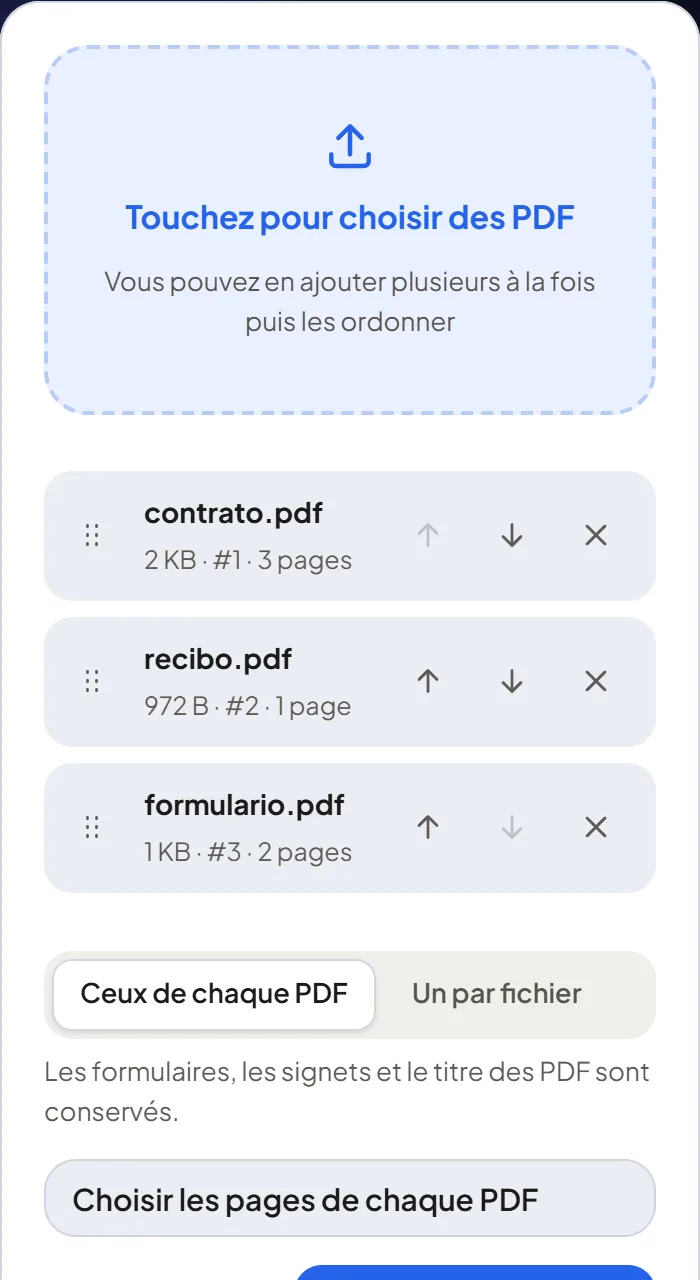 Touchez pour choisir des PDF
Vous pouvez en ajouter plusieurs à la fois
puis les ordonner
contrato.pdf
2 KB · #1 · 3 pages
recibo.pdf
972 B · #2 · 1 page
formulario.pdf
1 KB · #3 · 2 pages
Ceux de chaque PDF
Un par fichier
Les formulaires, les signets et le titre des PDF sont
conservés.
Choisir les pages de chaque PDF